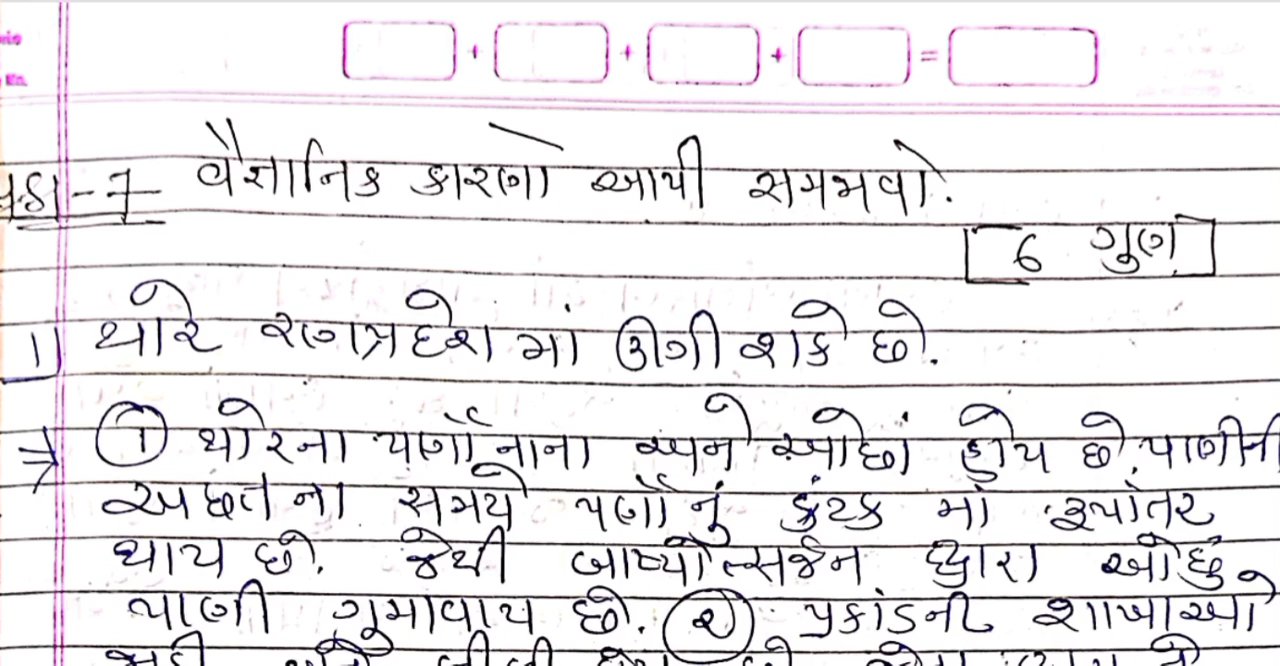 પ્રશ્ન-7 વૈજ્ઞાનિક કારણો આપી સમજાવો.
6 ગુણ
1 થોર રણપ્રદેશ માં ઊગી શકે છે.
⇒ ① થોરના પર્ણો નાના અને ઓછાં હોય છે. પાણીની
અછત ના સમયે પર્ણો નું કંટક માં રૂપાંતર
થાય છે. જેથી બાષ્પોત્સર્જન દ્વારા ઓછું
પાણી ગુમાવાય છે. ② પ્રકાંડની શાખાઓ